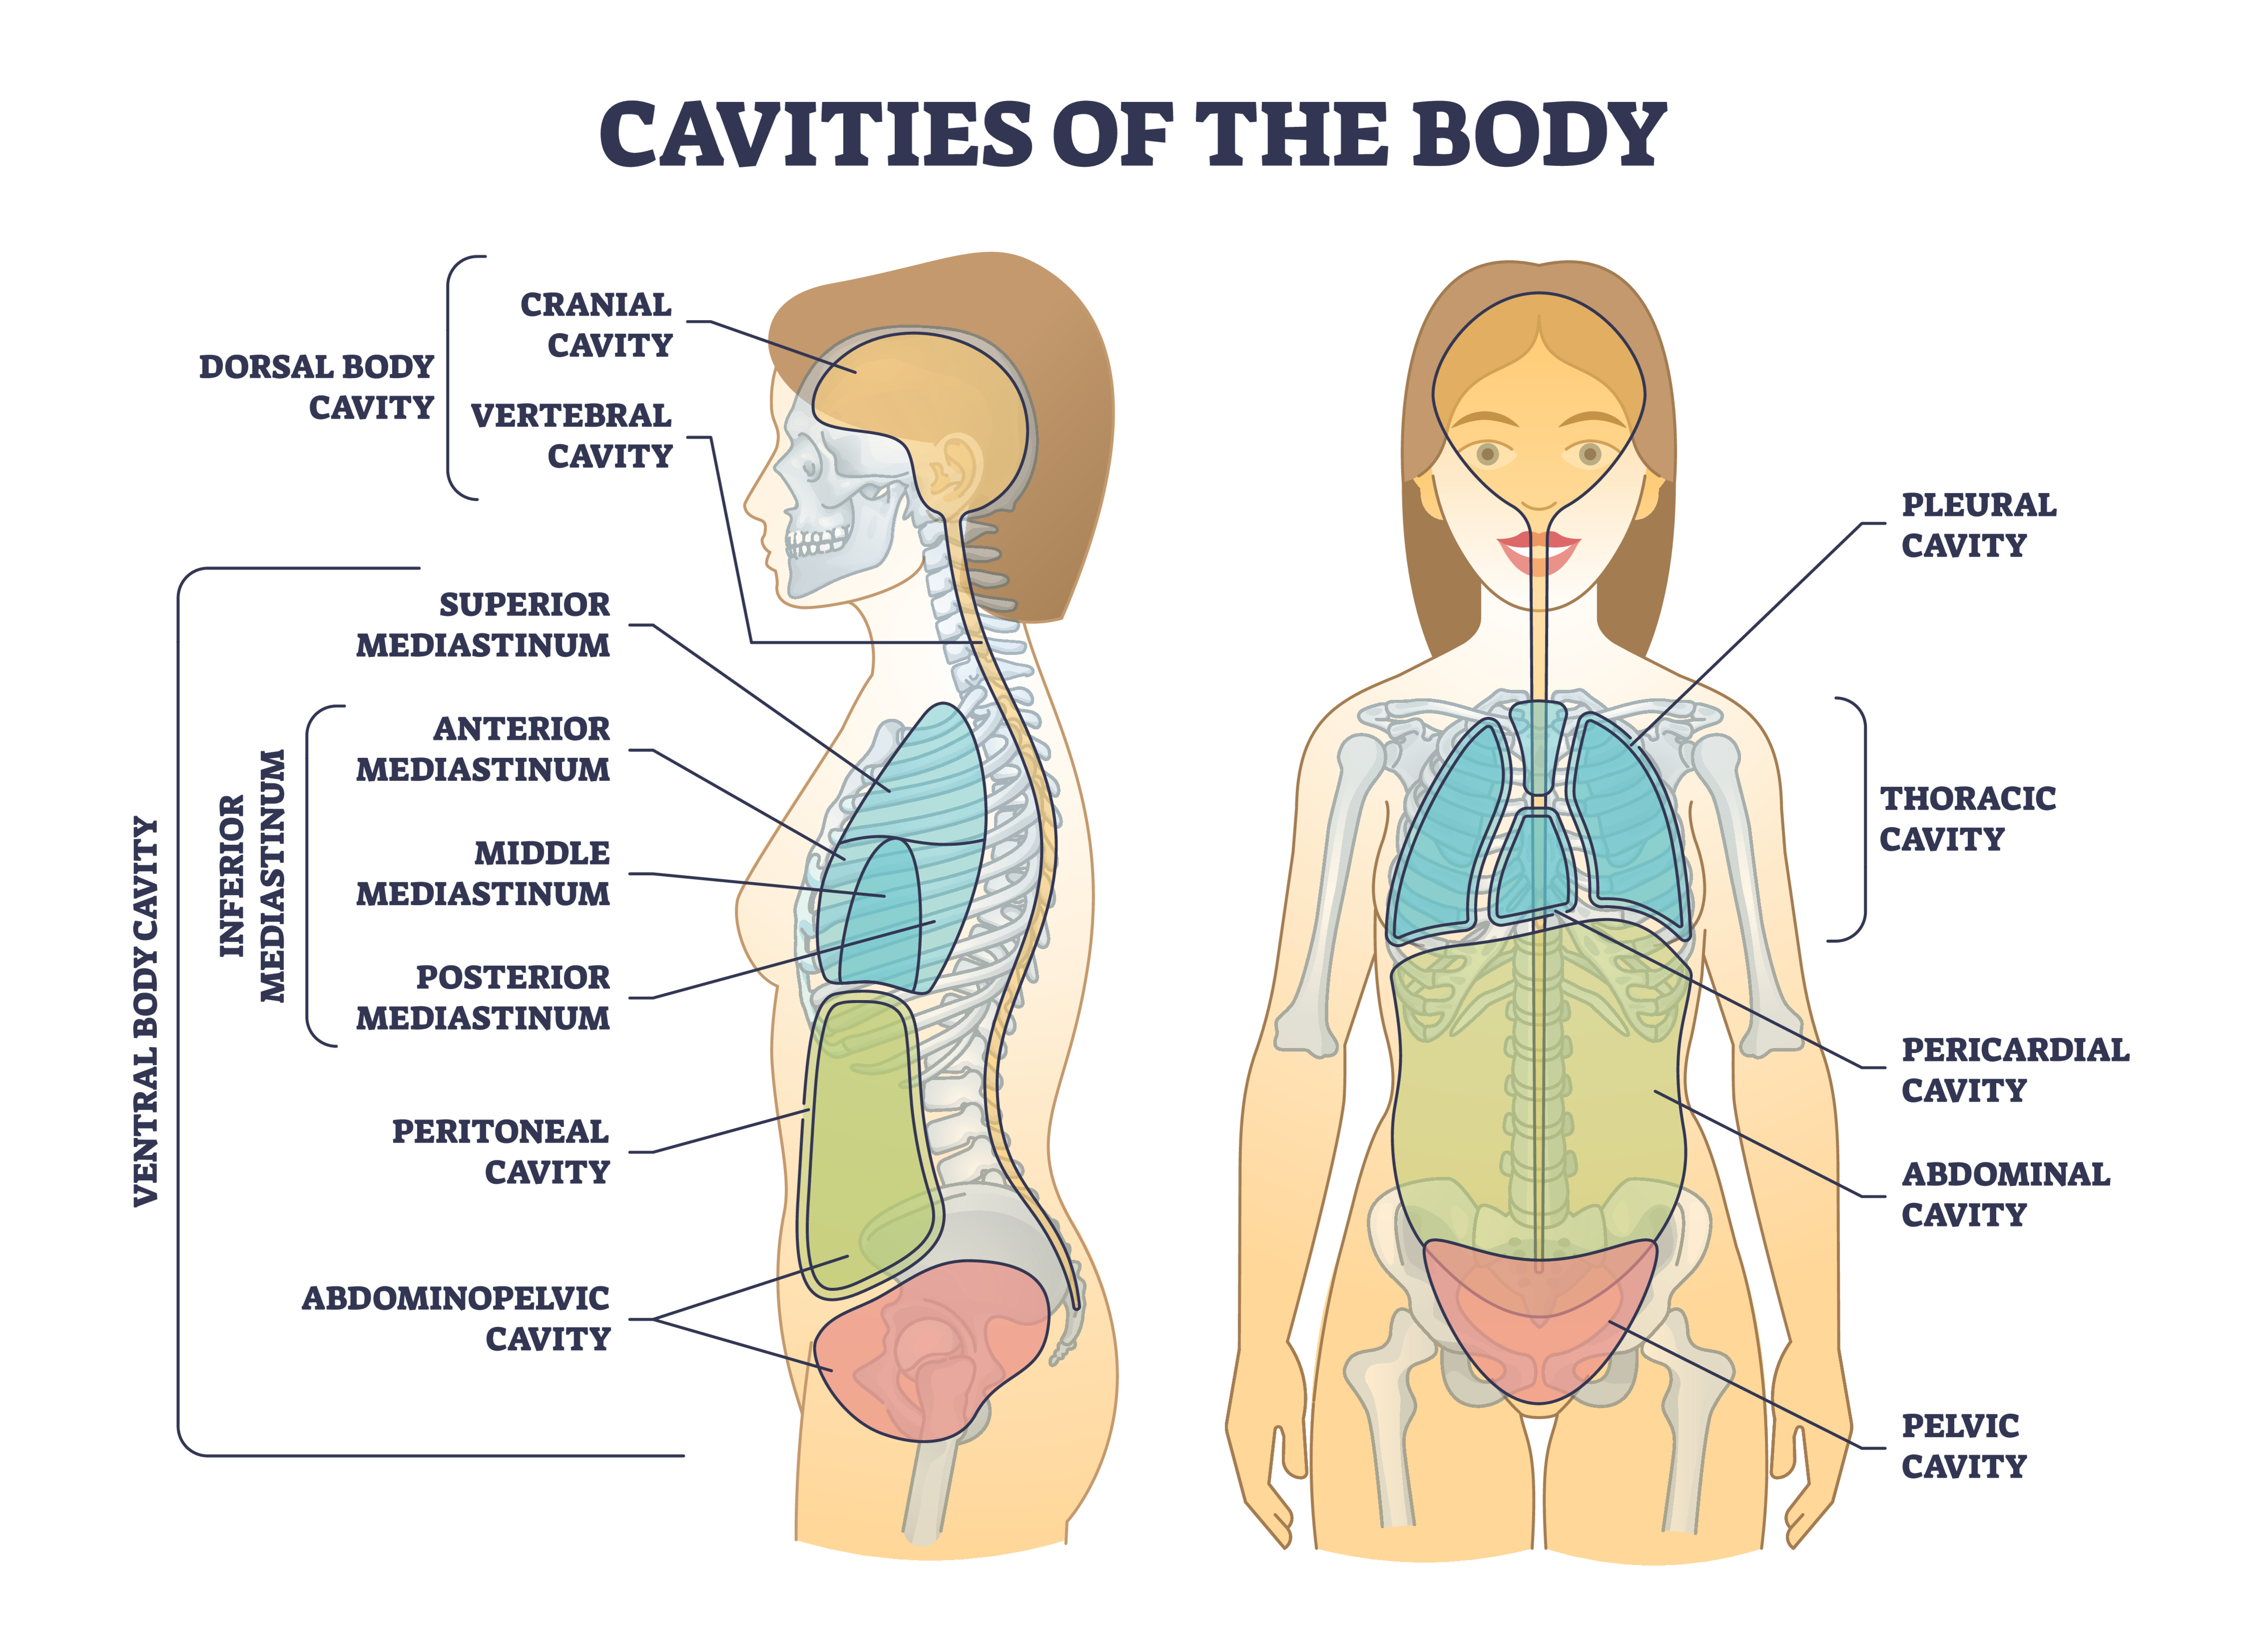 CAVITIES OF THE BODY
DORSAL BODY
CAVITY
CRANIAL
CAVITY
VERTEBRAL
CAVITY
VENTRAL BODY CAVITY
SUPERIOR
MEDIASTINUM
INFERIOR
MEDIASTINUM
ANTERIOR
MEDIASTINUM
MIDDLE
MEDIASTINUM
POSTERIOR
MEDIASTINUM
PERITONEAL
CAVITY
ABDOMINOPELVIC
CAVITY
PLEURAL
CAVITY
THORACIC
CAVITY
PERICARDIAL
CAVITY
ABDOMINAL
CAVITY
PELVIC
CAVITY